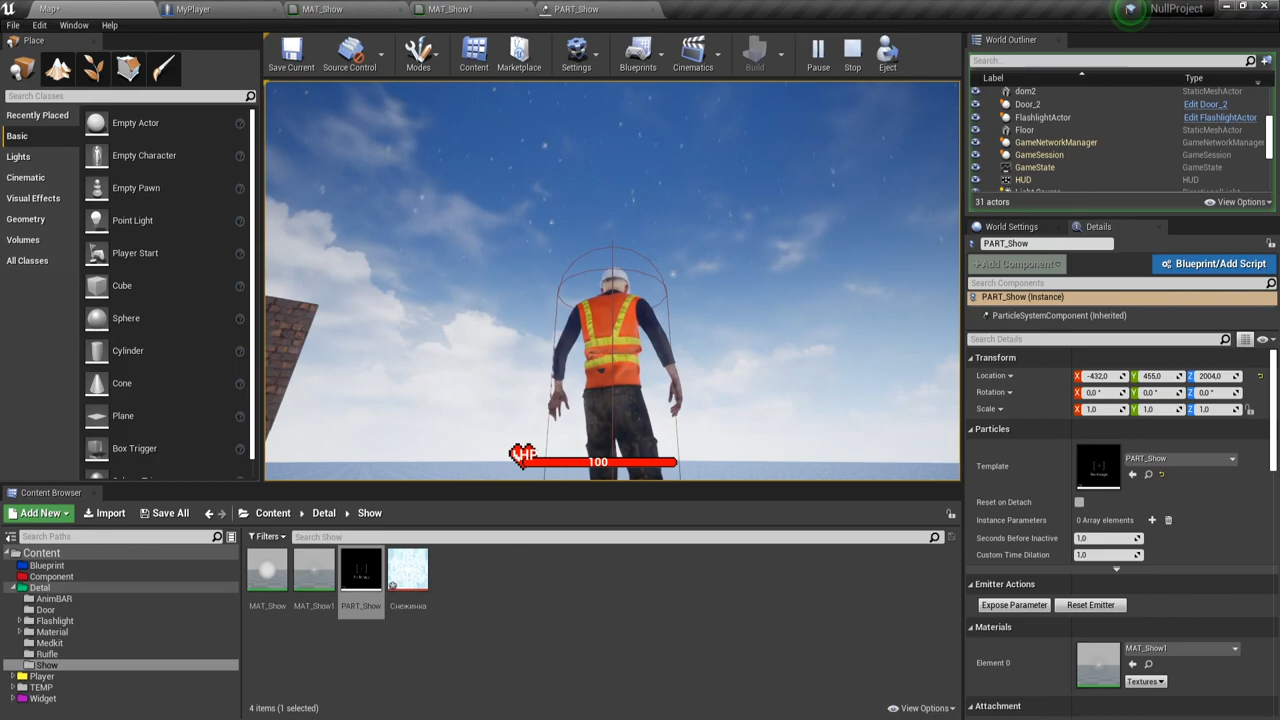 Map*
MyPlayer
MAT_Show
MAT_Show1
PART_Show
NullProject
File
Edit
Window
Help
Place
Search Classes
Recently Placed
Basic
Lights
Cinematic
Visual Effects
Geometry
Volumes
All Classes
Empty Actor
Empty Character
Empty Pawn
Point Light
Player Start
Cube
Sphere
Cylinder
Cone
Plane
Box Trigger
Save Current
Source Control
Modes
Content
Marketplace
Settings
Blueprints
Cinematics
Build
Pause
Stop
Eject
HP
100
World Outliner
Search...
Label
Type
dom2
StaticMeshActor
Door_2
Edit Door_2
FlashlightActor
Edit FlashlightActor
Floor
StaticMeshActor
GameNetworkManager
GameNetworkManager
GameSession
GameSession
GameState
GameState
HUD
HUD
31 actors
View Options
World Settings
Details
PART_Show
+Add Component
Blueprint/Add Script
Search Components
PART_Show (Instance)
ParticleSystemComponent (Inherited)
Search Details
Transform
Location
X -432,0
Y 455,0
Z 2004,0
Rotation
X 0,0 °
Y 0,0 °
Z 0,0 °
Scale
X 1,0
Y 1,0
Z 1,0
Particles
Template
PART_Show
Reset on Detach
Instance Parameters
0 Array elements
Seconds Before Inactive
1,0
Custom Time Dilation
1,0
Emitter Actions
Expose Parameter
Reset Emitter
Materials
Element 0
MAT_Show1
Textures
Attachment
Content Browser
Add New
Import
Save All
Content
Detal
Show
Search Paths
Filters
Search Show
Content
Blueprint
Component
Detal
AnimBAR
Door
Flashlight
Material
Medkit
Ruifle
Show
Player
TEMP
Widget
MAT_Show
MAT_Show1
PART_Show
Снежинка
4 items (1 selected)
View Options